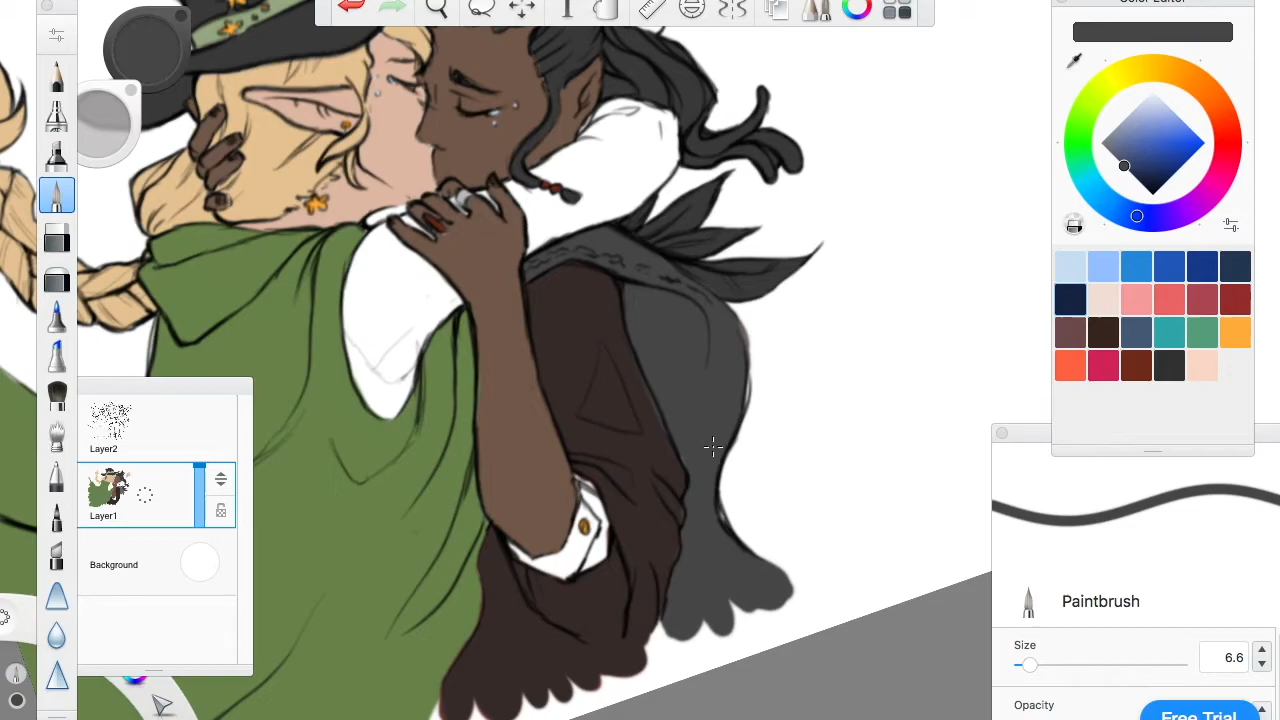 Color Editor
Layer2
Layer1
Background
Paintbrush
Size
6.6
Opacity
Free Trial